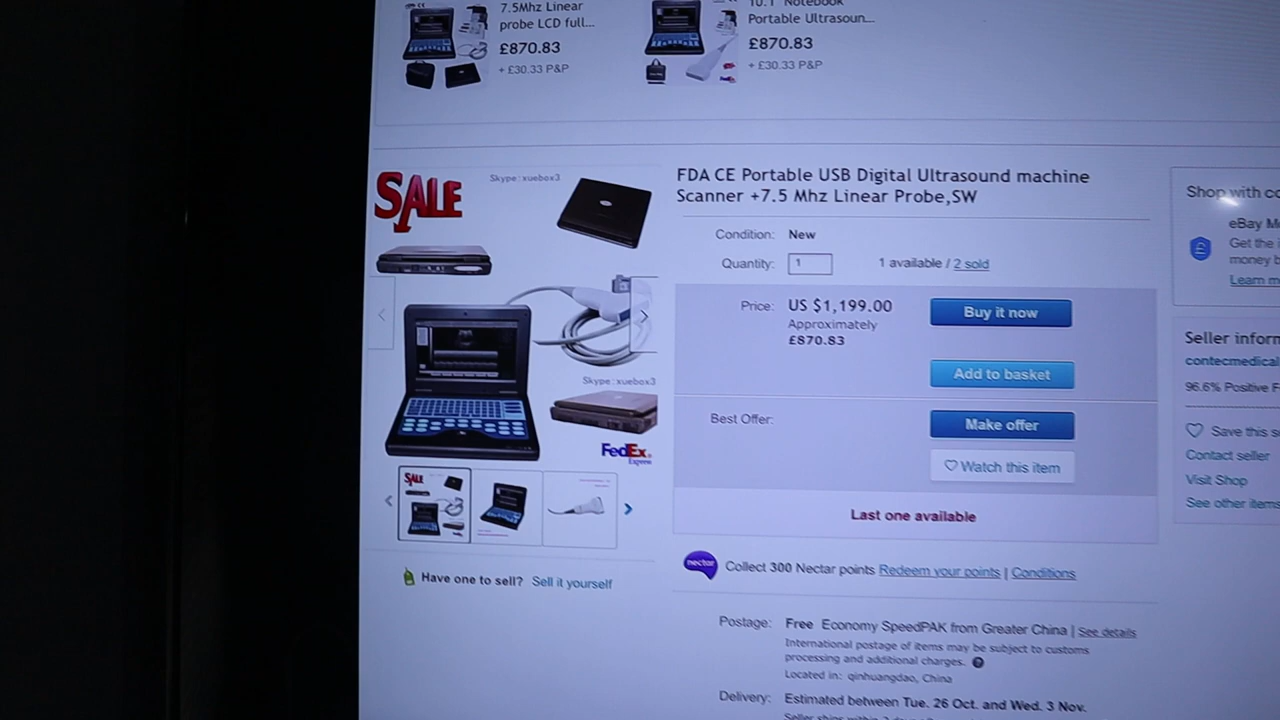 7.5Mhz Linear
probe LCD full...
£870.83
+ £30.33 P&P
10.1" Notebook
Portable Ultrasoun...
£870.83
+ £30.33 P&P
SALE
Skype:xuebox3
Skype:xuebox3
FedEx
Express
SALE
Have one to sell? Sell it yourself
FDA CE Portable USB Digital Ultrasound machine
Scanner +7.5 Mhz Linear Probe,SW
Condition: New
Quantity: 1 1 available / 2 sold
Price: US $1,199.00
Approximately
£870.83
Buy it now
Add to basket
Best Offer:
Make offer
Watch this item
Last one available
nectar
Collect 300 Nectar points Redeem your points | Conditions
Postage: Free Economy SpeedPAK from Greater China | See details
International postage of items may be subject to customs
processing and additional charges.
Located in: qinhuangdao, China
Delivery: Estimated between Tue. 26 Oct. and Wed. 3 Nov.
Shop with co
eBay M
Get the
money b
Learn m
Seller inform
contecmedical
96.6% Positive F
Save this s
Contact seller
Visit Shop
See other items